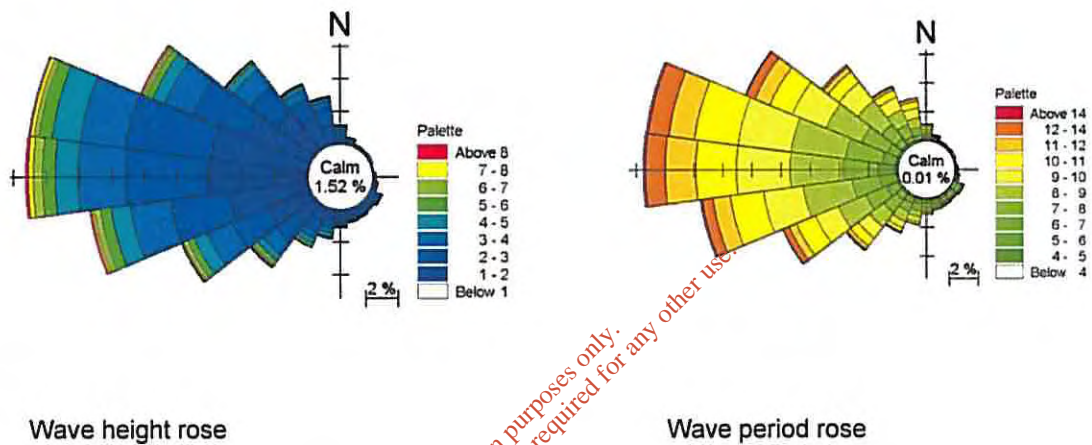 N
Calm
1.52 %
Palette
Above 8
7 - 8
6 - 7
5 - 6
4 - 5
3 - 4
2 - 3
1 - 2
Below 1
2 %
Wave height rose
N
Calm
0.01 %
Palette
Above 14
12 - 14
11 - 12
10 - 11
9 - 10
8 - 9
7 - 8
6 - 7
5 - 6
4 - 5
Below 4
2 %
Wave period rose
purposes only.
required for any other use.